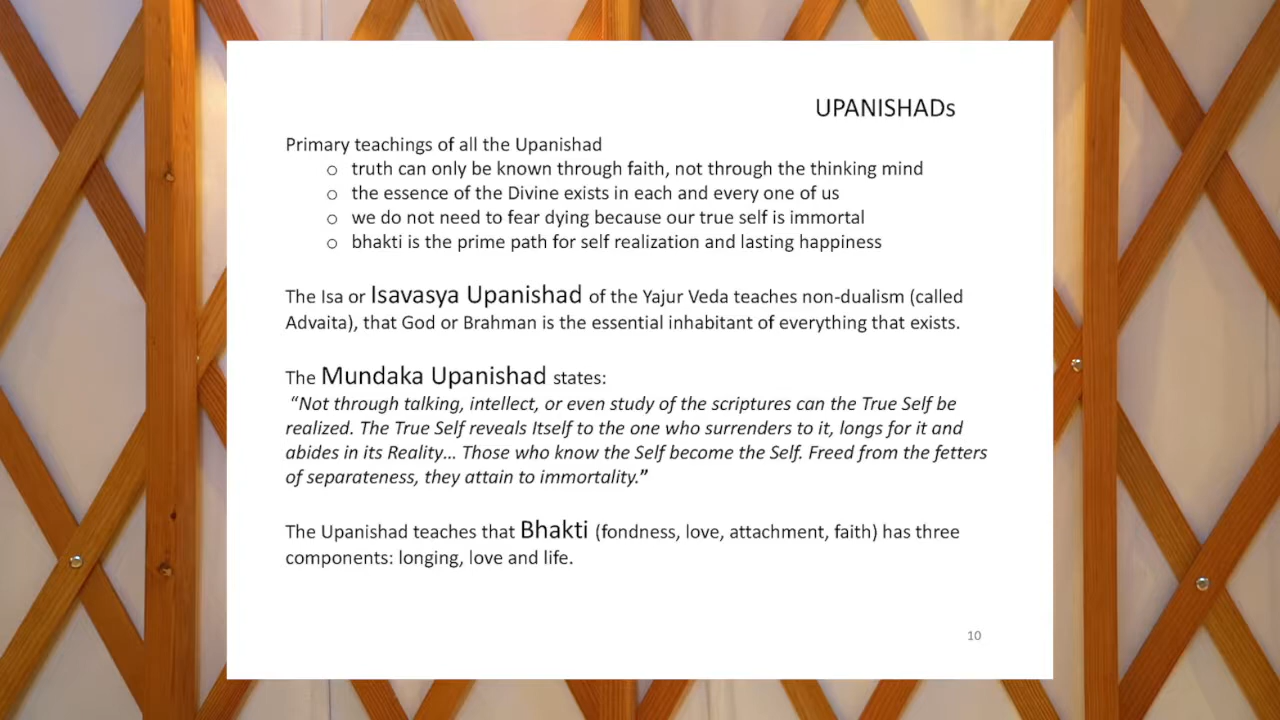 UPANISHADs
Primary teachings of all the Upanishad
o truth can only be known through faith, not through the thinking mind
o the essence of the Divine exists in each and every one of us
o we do not need to fear dying because our true self is immortal
o bhakti is the prime path for self realization and lasting happiness
The Isa or Isavasya Upanishad of the Yajur Veda teaches non-dualism (called
Advaita), that God or Brahman is the essential inhabitant of everything that exists.
The Mundaka Upanishad states:
“Not through talking, intellect, or even study of the scriptures can the True Self be
realized. The True Self reveals Itself to the one who surrenders to it, longs for it and
abides in its Reality… Those who know the Self become the Self. Freed from the fetters
of separateness, they attain to immortality.”
The Upanishad teaches that Bhakti (fondness, love, attachment, faith) has three
components: longing, love and life.
10